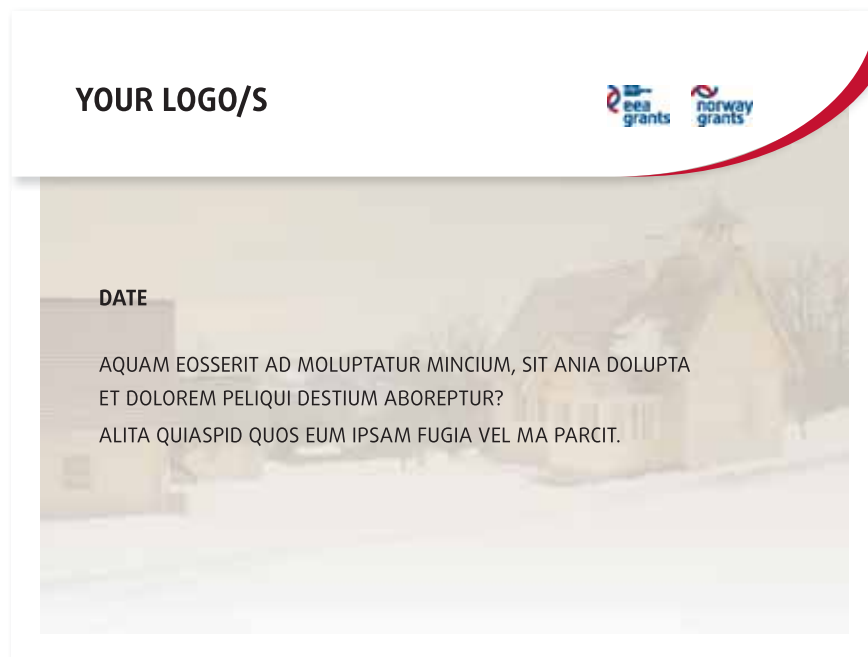 YOUR LOGO/S
eea
grants
norway
grants
DATE
AQUAM EOSSERIT AD MOLUPTATUR MINCIUM, SIT ANIA DOLUPTA
ET DOLOREM PELIQUI DESTIUM ABOREPTUR?
ALITA QUIASPID QUOS EUM IPSAM FUGIA VEL MA PARCIT.